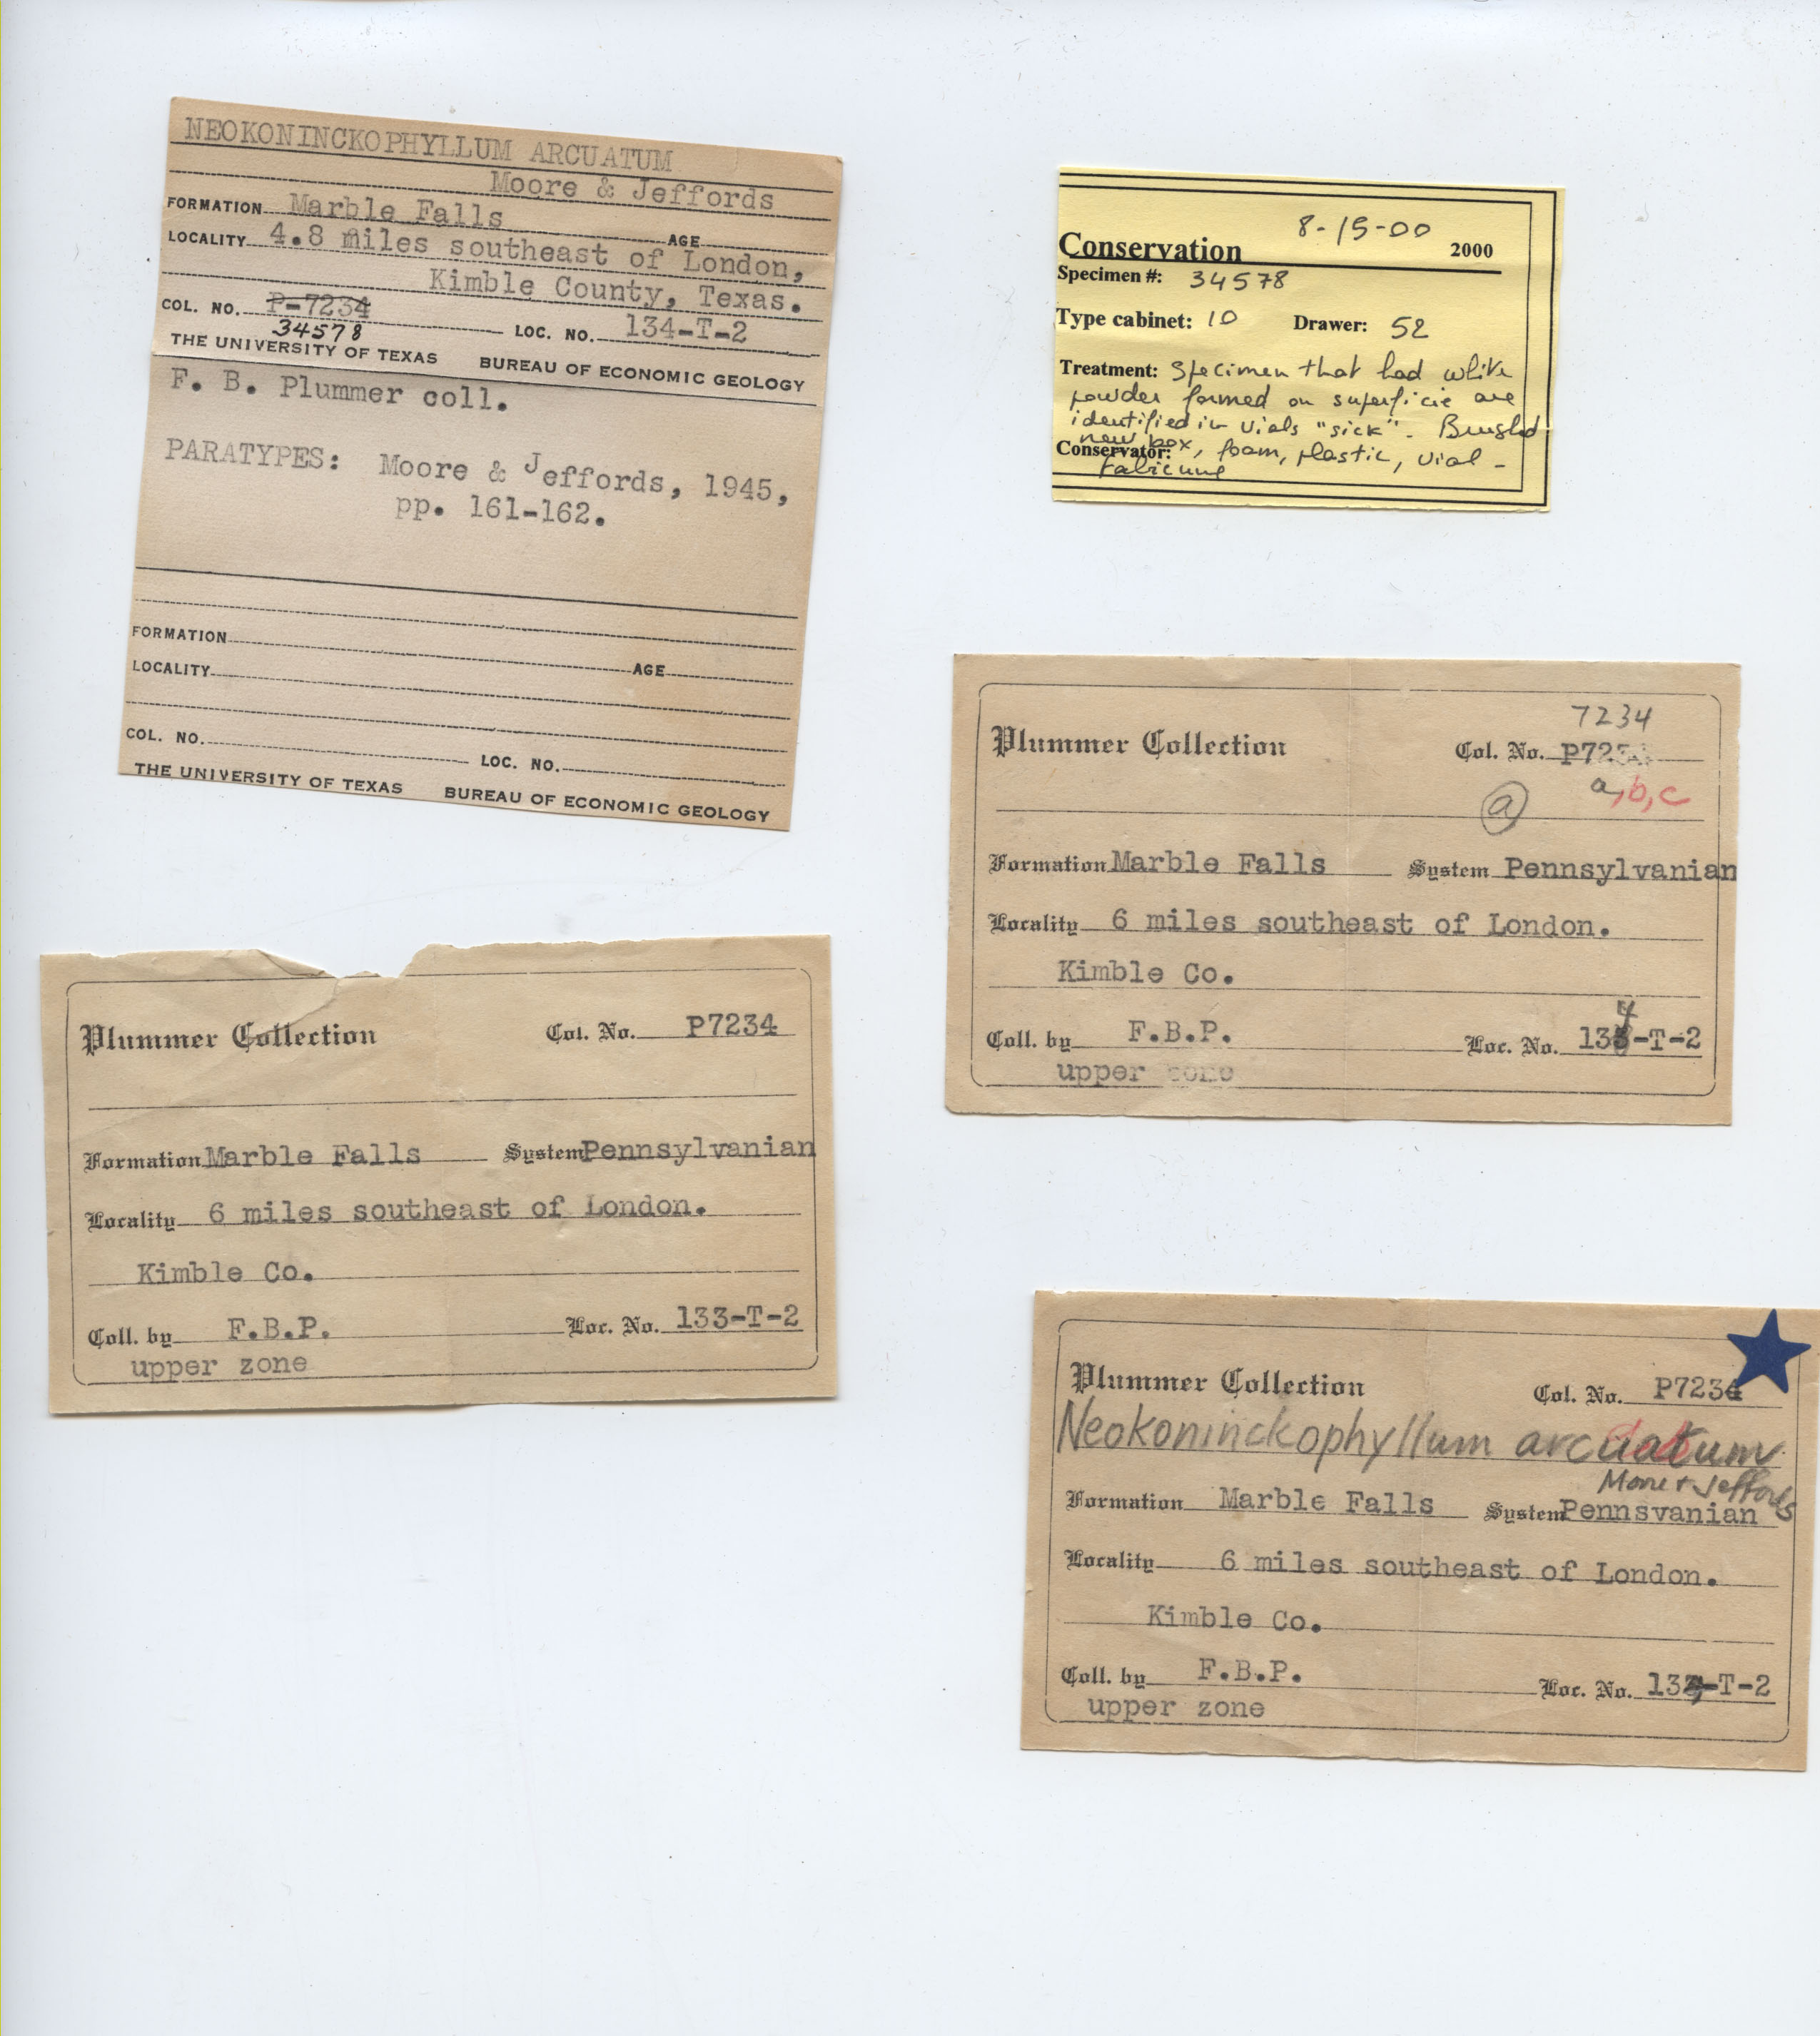 NEOKONINCKOPHYLLUM ARCUATUM
Moore & Jeffords
FORMATION Marble Falls AGE
LOCALITY 4.8 miles southeast of London,
Kimble County, Texas.
COL. NO. P-7234 LOC. NO. 134-T-2
34578
THE UNIVERSITY OF TEXAS BUREAU OF ECONOMIC GEOLOGY
F. B. Plummer coll.
PARATYPES: Moore & Jeffords, 1945,
pp. 161-162.
FORMATION
LOCALITY AGE
COL. NO. LOC. NO.
THE UNIVERSITY OF TEXAS BUREAU OF ECONOMIC GEOLOGY
8-15-00
Conservation 2000
Specimen #: 34578
Type cabinet: 10 Drawer: 52
Treatment: Specimen that had white
powder formed on superficie are
identified in vials "sick". Brushed
new box, foam, plastic, vial -
Conservator:
7234
Plummer Collection Col. No. P723
a,b,c
a
Formation Marble Falls System Pennsylvanian
Locality 6 miles southeast of London.
Kimble Co.
4
Coll. by F.B.P. Loc. No. 133-T-2
upper zone
Plummer Collection Col. No. P7234
Formation Marble Falls System Pennsylvanian
Locality 6 miles southeast of London.
Kimble Co.
Coll. by F.B.P. Loc. No. 133-T-2
upper zone
Plummer Collection Col. No. P7234
Neokoninckophyllum arcuatum
Moore + Jeffords
Formation Marble Falls System Pennsvanian
Locality 6 miles southeast of London.
Kimble Co.
Coll. by F.B.P. Loc. No. 134-T-2
upper zone